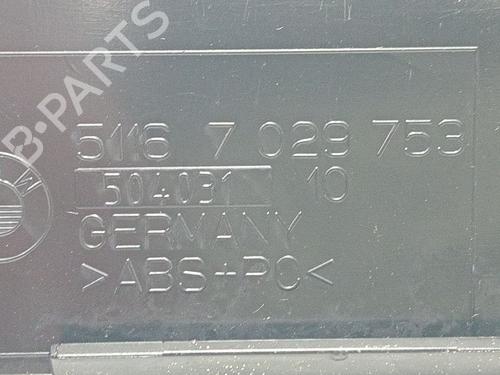 B-PARTS
5116 7 029 753
504031 10
GERMANY
>ABS+PC<